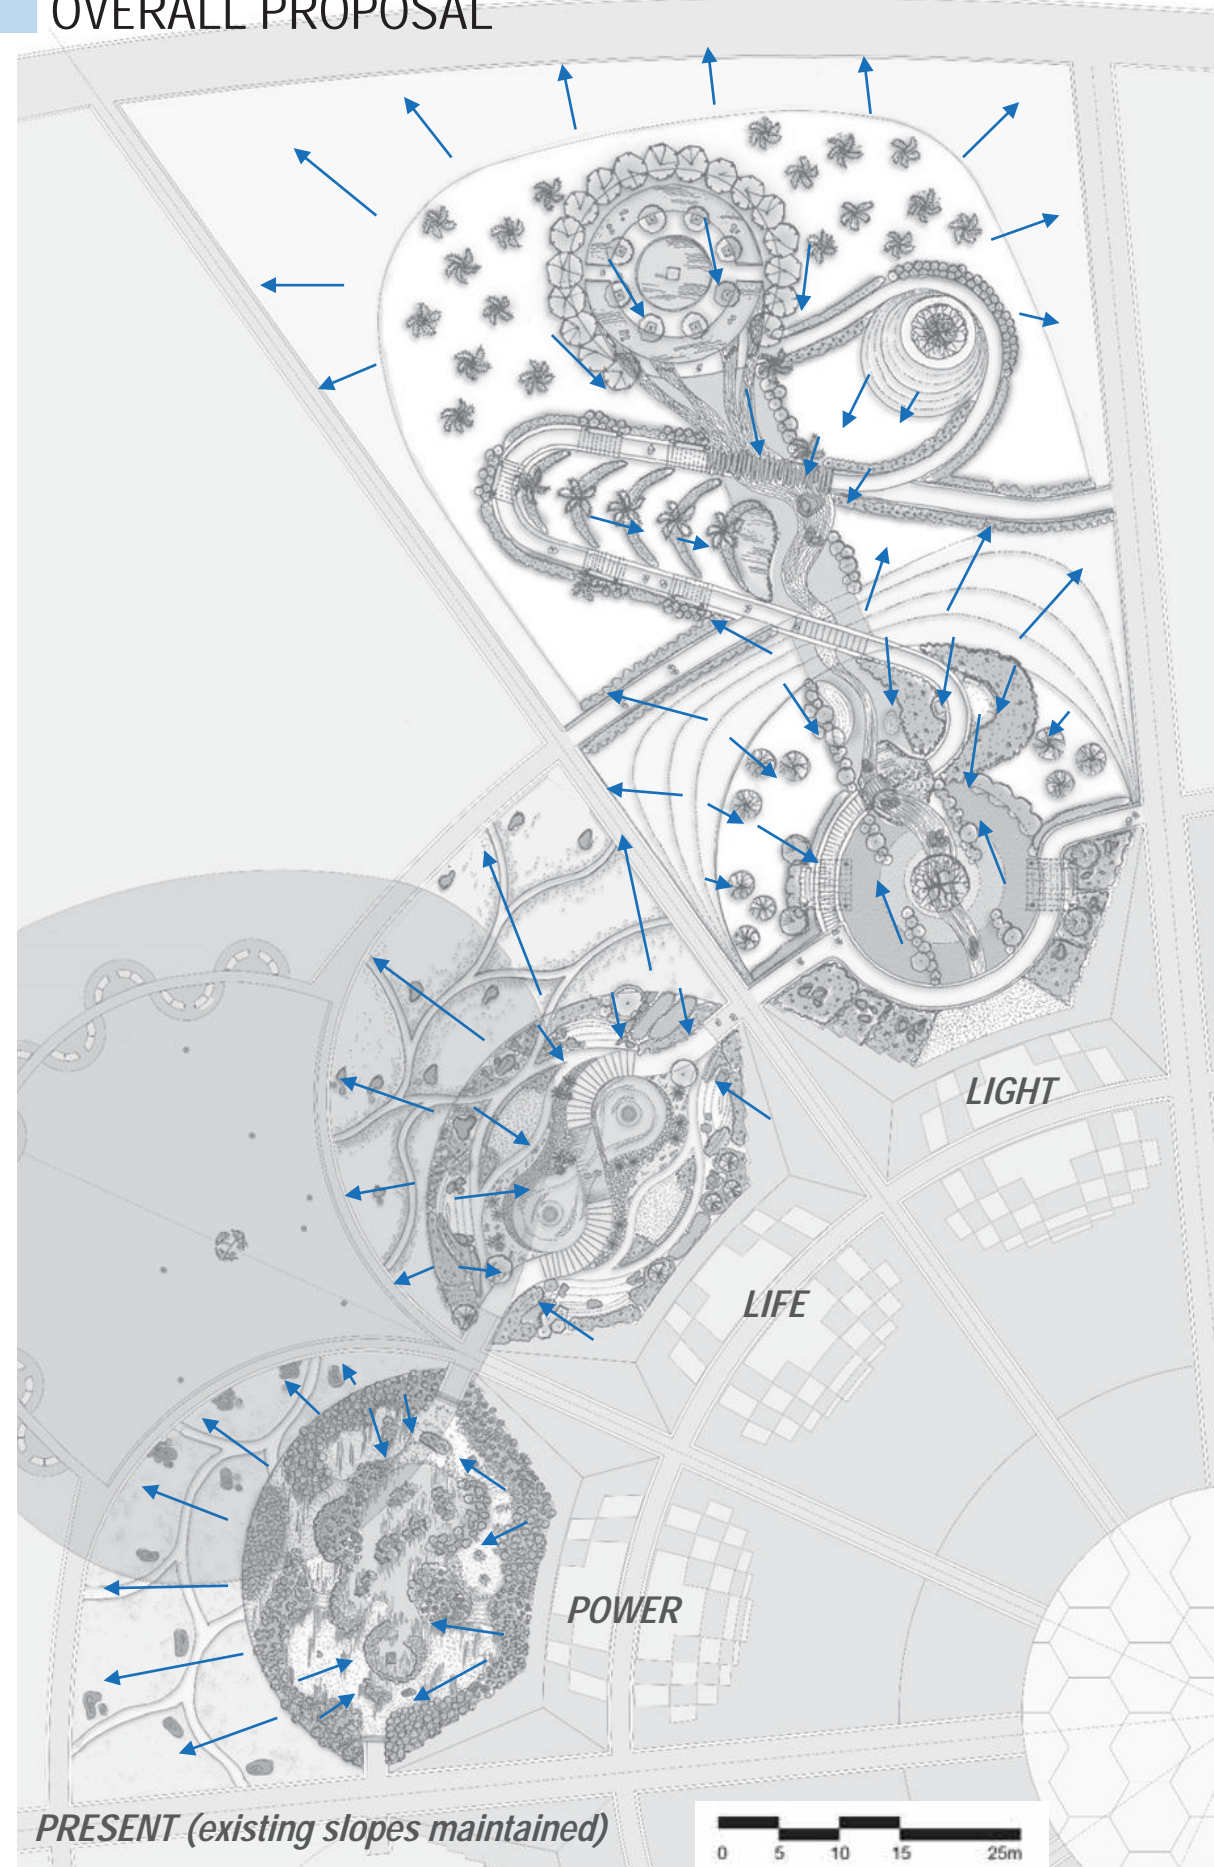 OVERALL PROPOSAL
LIGHT
LIFE
POWER
PRESENT (existing slopes maintained)
0 5 10 15 25m